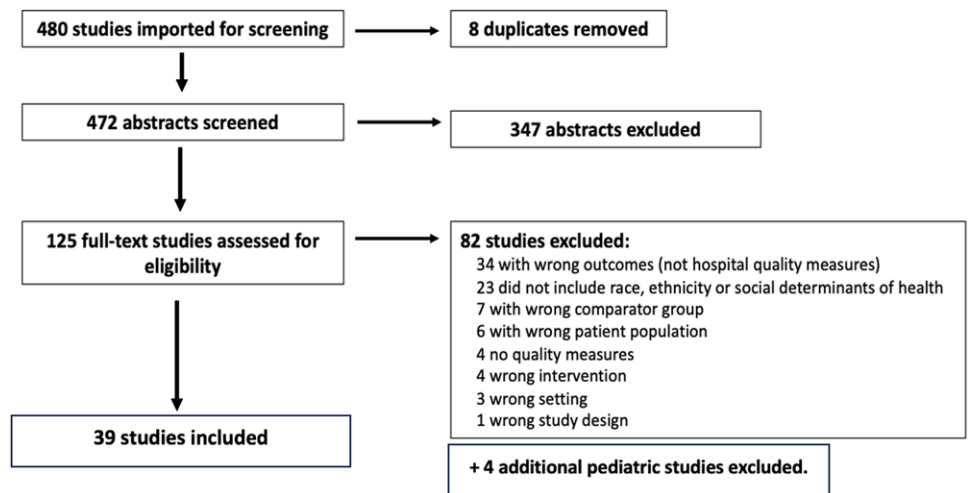 480 studies imported for screening
8 duplicates removed
472 abstracts screened
347 abstracts excluded
125 full-text studies assessed for
eligibility
82 studies excluded:
34 with wrong outcomes (not hospital quality measures)
23 did not include race, ethnicity or social determinants of health
7 with wrong comparator group
6 with wrong patient population
4 no quality measures
4 wrong intervention
3 wrong setting
1 wrong study design
39 studies included
+ 4 additional pediatric studies excluded.